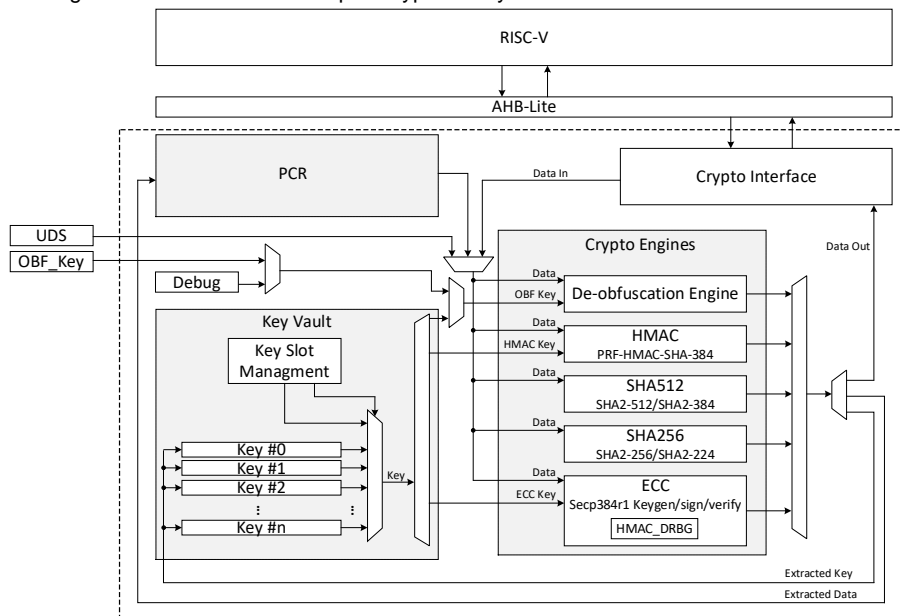 RISC-V
AHB-Lite
PCR
Data In
Crypto Interface
UDS
OBF_Key
Debug
Data Out
Crypto Engines
Data
OBF Key
De-obfuscation Engine
Key Vault
Key Slot
Managment
Data
HMAC Key
HMAC
PRF-HMAC-SHA-384
Data
SHA512
SHA2-512/SHA2-384
Data
SHA256
SHA2-256/SHA2-224
Key #0
Key #1
Key #2
⋮ ⋮
Key #n
Key
Data
ECC Key
ECC
Secp384r1 Keygen/sign/verify
HMAC_DRBG
Extracted Key
Extracted Data